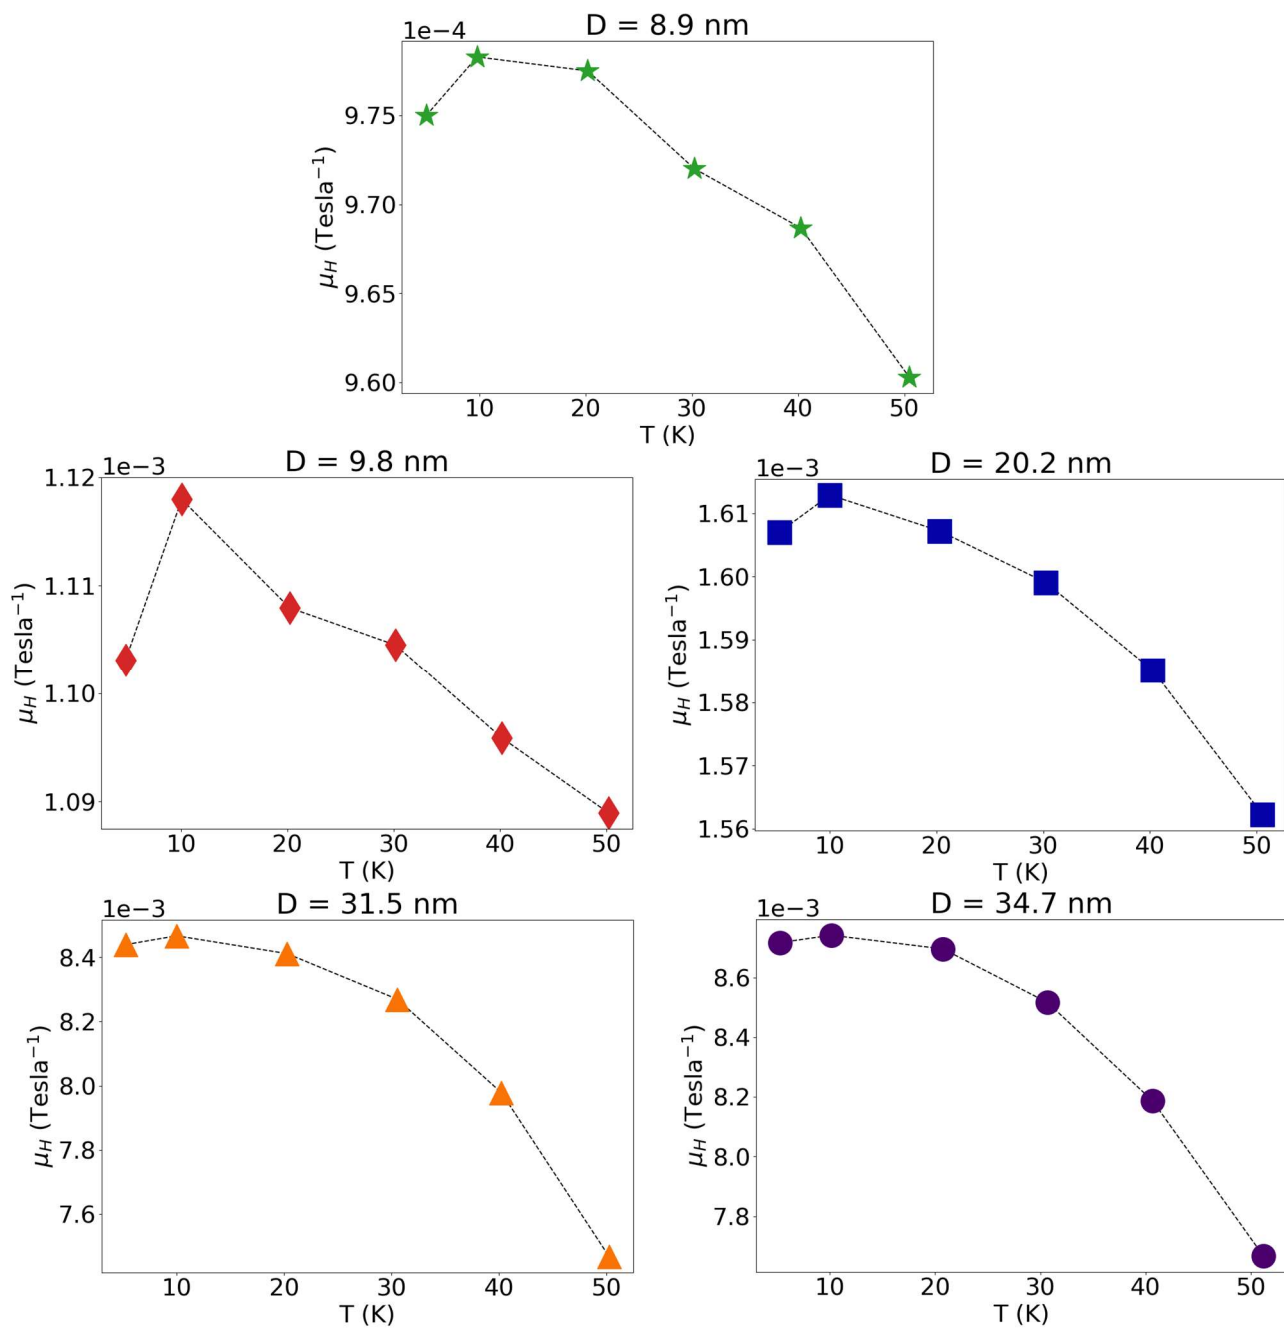 D = 8.9 nm
1e−4
9.75
9.70
9.65
9.60
μH (Tesla⁻¹)
10 20 30 40 50
T (K)
D = 9.8 nm
1e−3
1.12
1.11
1.10
1.09
μH (Tesla⁻¹)
10 20 30 40 50
T (K)
D = 20.2 nm
1e−3
1.61
1.60
1.59
1.58
1.57
1.56
μH (Tesla⁻¹)
10 20 30 40 50
T (K)
D = 31.5 nm
1e−3
8.4
8.2
8.0
7.8
7.6
μH (Tesla⁻¹)
10 20 30 40 50
T (K)
D = 34.7 nm
1e−3
8.6
8.4
8.2
8.0
7.8
μH (Tesla⁻¹)
10 20 30 40 50
T (K)